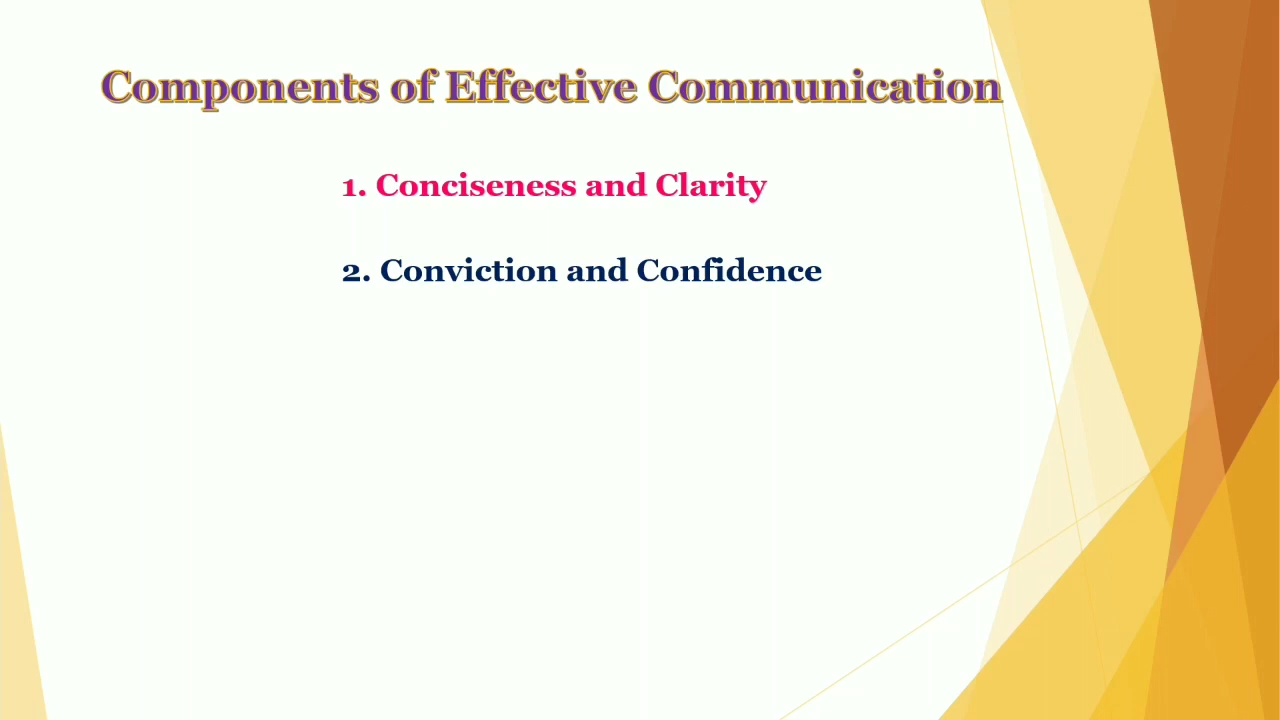 Components of Effective Communication
1. Conciseness and Clarity
2. Conviction and Confidence